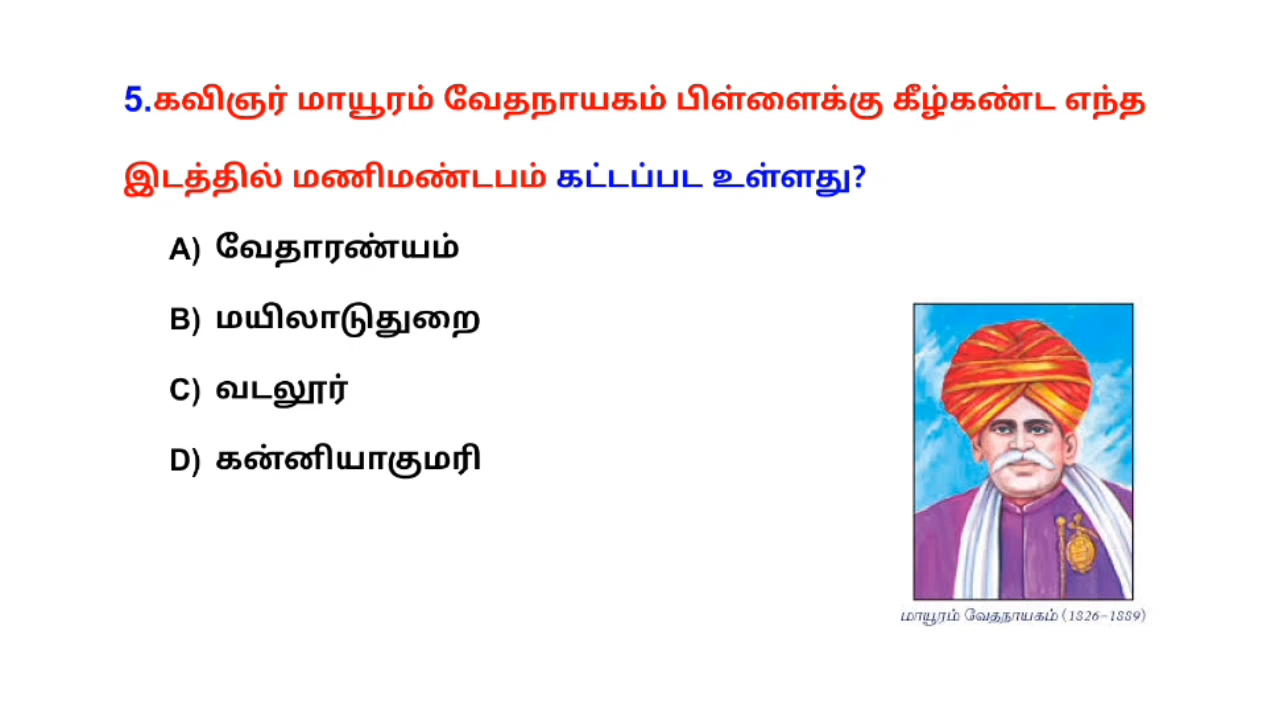 5.கவிஞர் மாயூரம் வேதநாயகம் பிள்ளைக்கு கீழ்கண்ட எந்த
இடத்தில் மணிமண்டபம் கட்டப்பட உள்ளது?
A) வேதாரண்யம்
B) மயிலாடுதுறை
C) வடலூர்
D) கன்னியாகுமரி
மாயூரம் வேதநாயகம் (1826-1889)